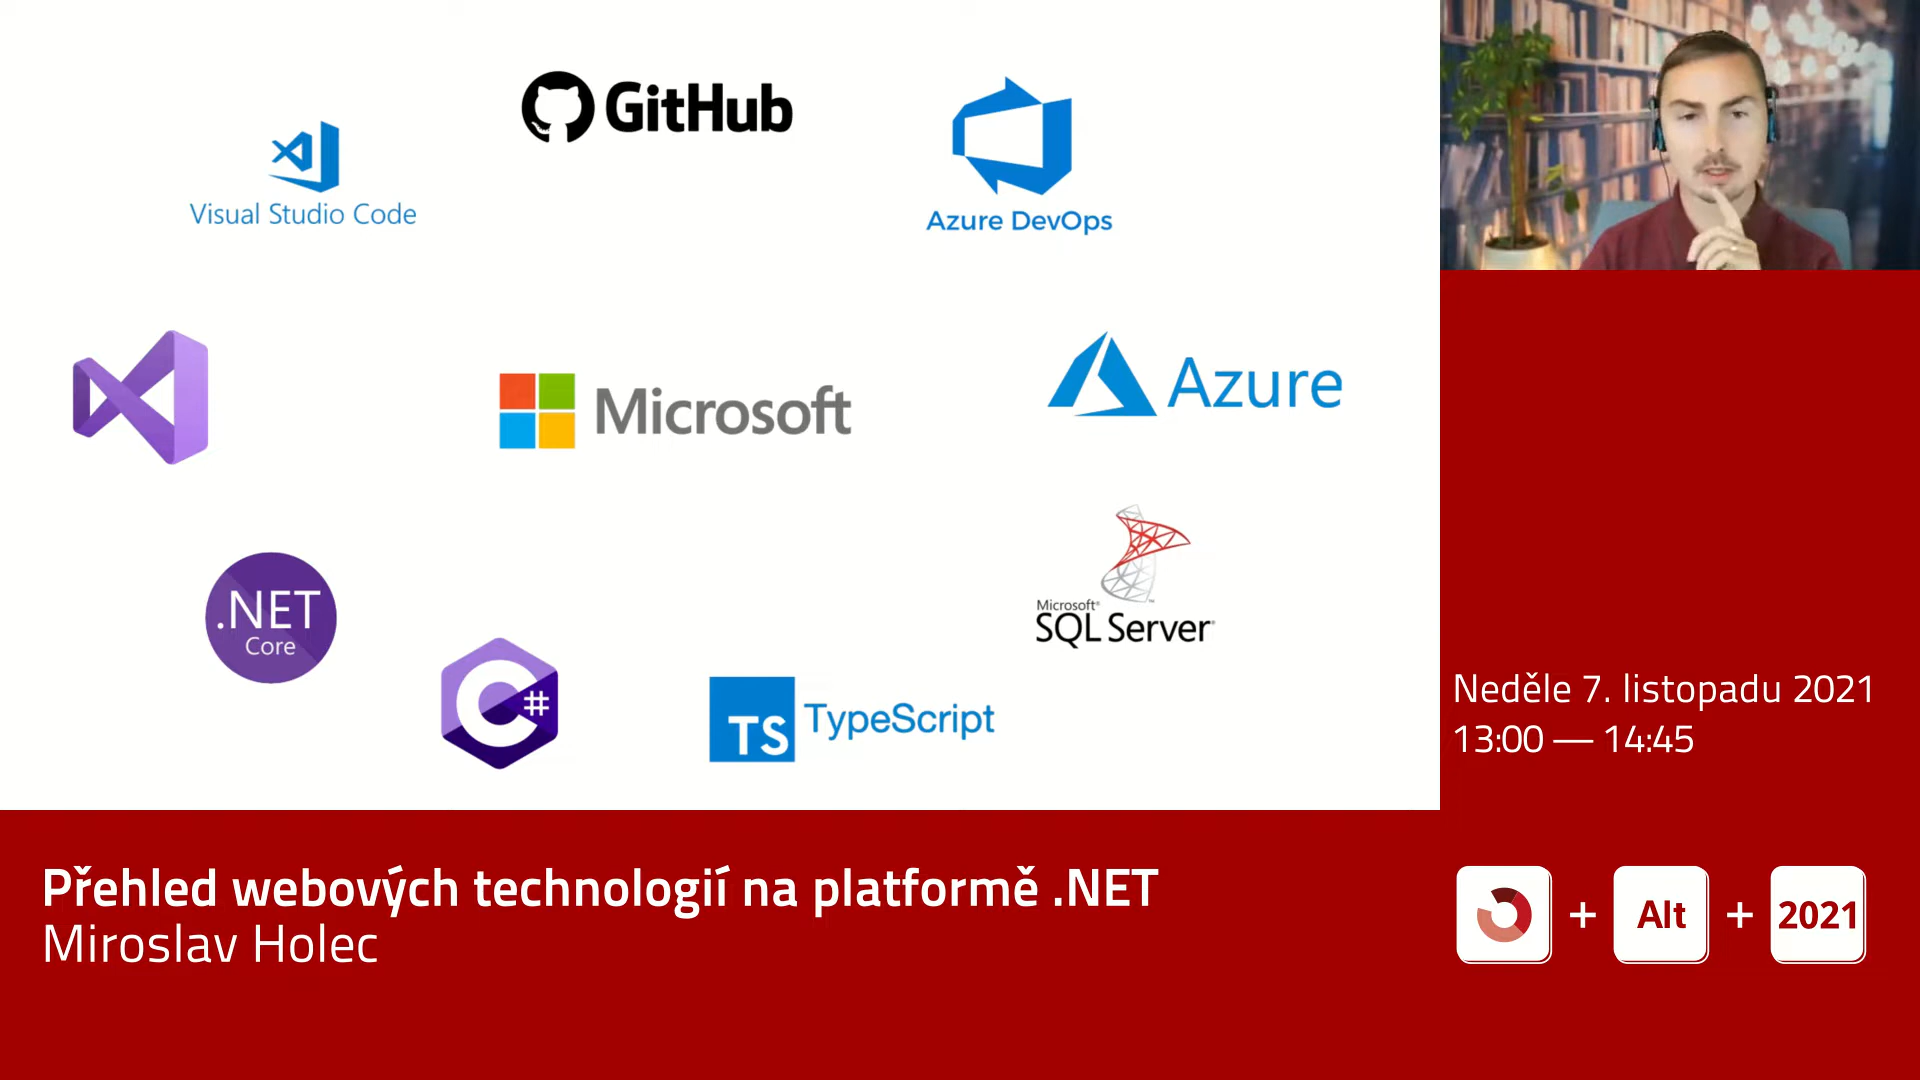 GitHub
Visual Studio Code
Azure DevOps
Microsoft
Azure
.NET
Core
C#
TS TypeScript
Microsoft®
SQL Server
Neděle 7. listopadu 2021
13:00 — 14:45
Přehled webových technologií na platformě .NET
Miroslav Holec
+ Alt + 2021